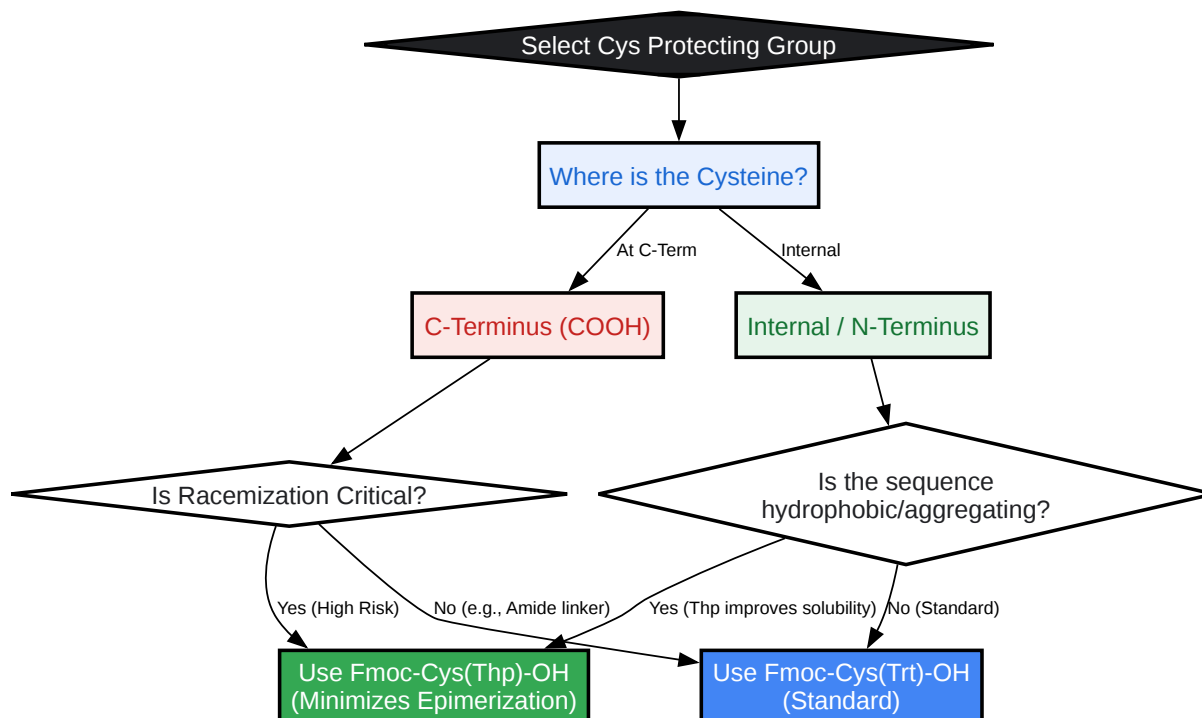 Select Cys Protecting Group
Where is the Cysteine?
At C-Term
Internal
C-Terminus (COOH)
Internal / N-Terminus
Is Racemization Critical?
Is the sequence
hydrophobic/aggregating?
Yes (High Risk)
No (e.g., Amide linker)
Yes (Thp improves solubility)
No (Standard)
Use Fmoc-Cys(Thp)-OH
(Minimizes Epimerization)
Use Fmoc-Cys(Trt)-OH
(Standard)